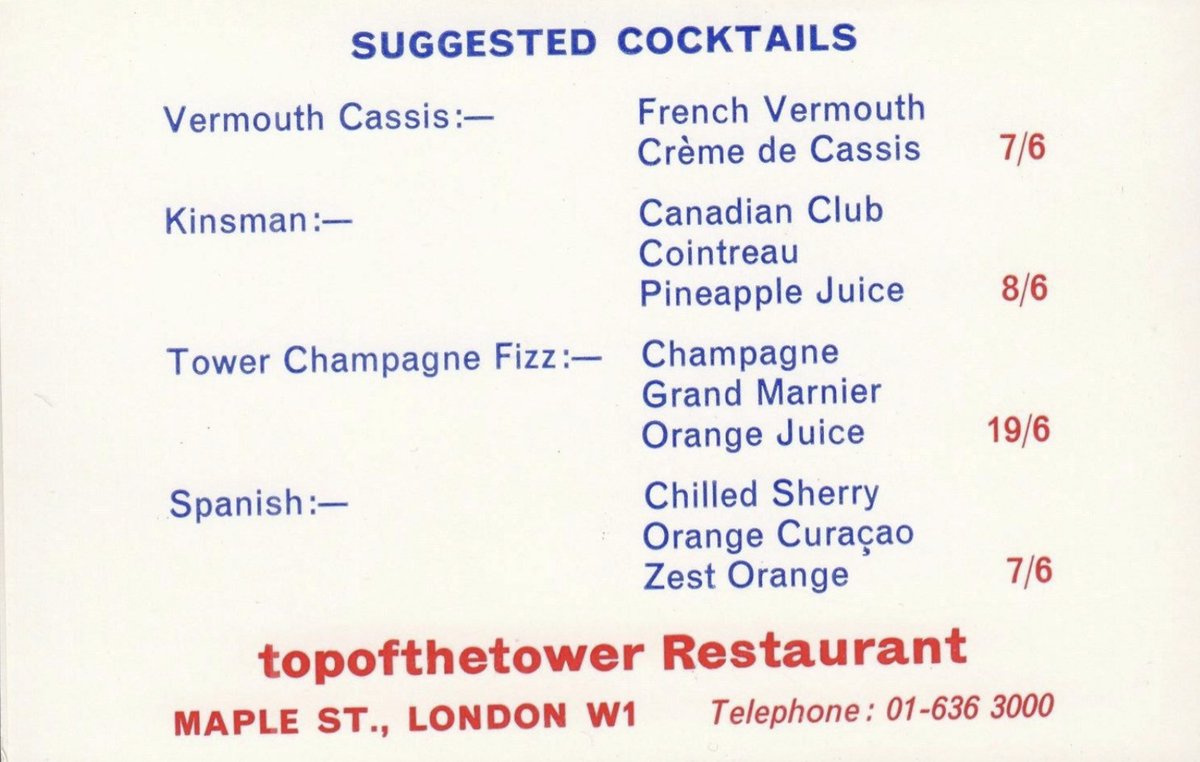 SUGGESTED COCKTAILS
Vermouth Cassis:— French Vermouth
Crème de Cassis 7/6
Kinsman:— Canadian Club
Cointreau
Pineapple Juice 8/6
Tower Champagne Fizz:— Champagne
Grand Marnier
Orange Juice 19/6
Spanish:— Chilled Sherry
Orange Curaçao
Zest Orange 7/6
topofthetower Restaurant
MAPLE ST., LONDON W1 Telephone: 01-636 3000